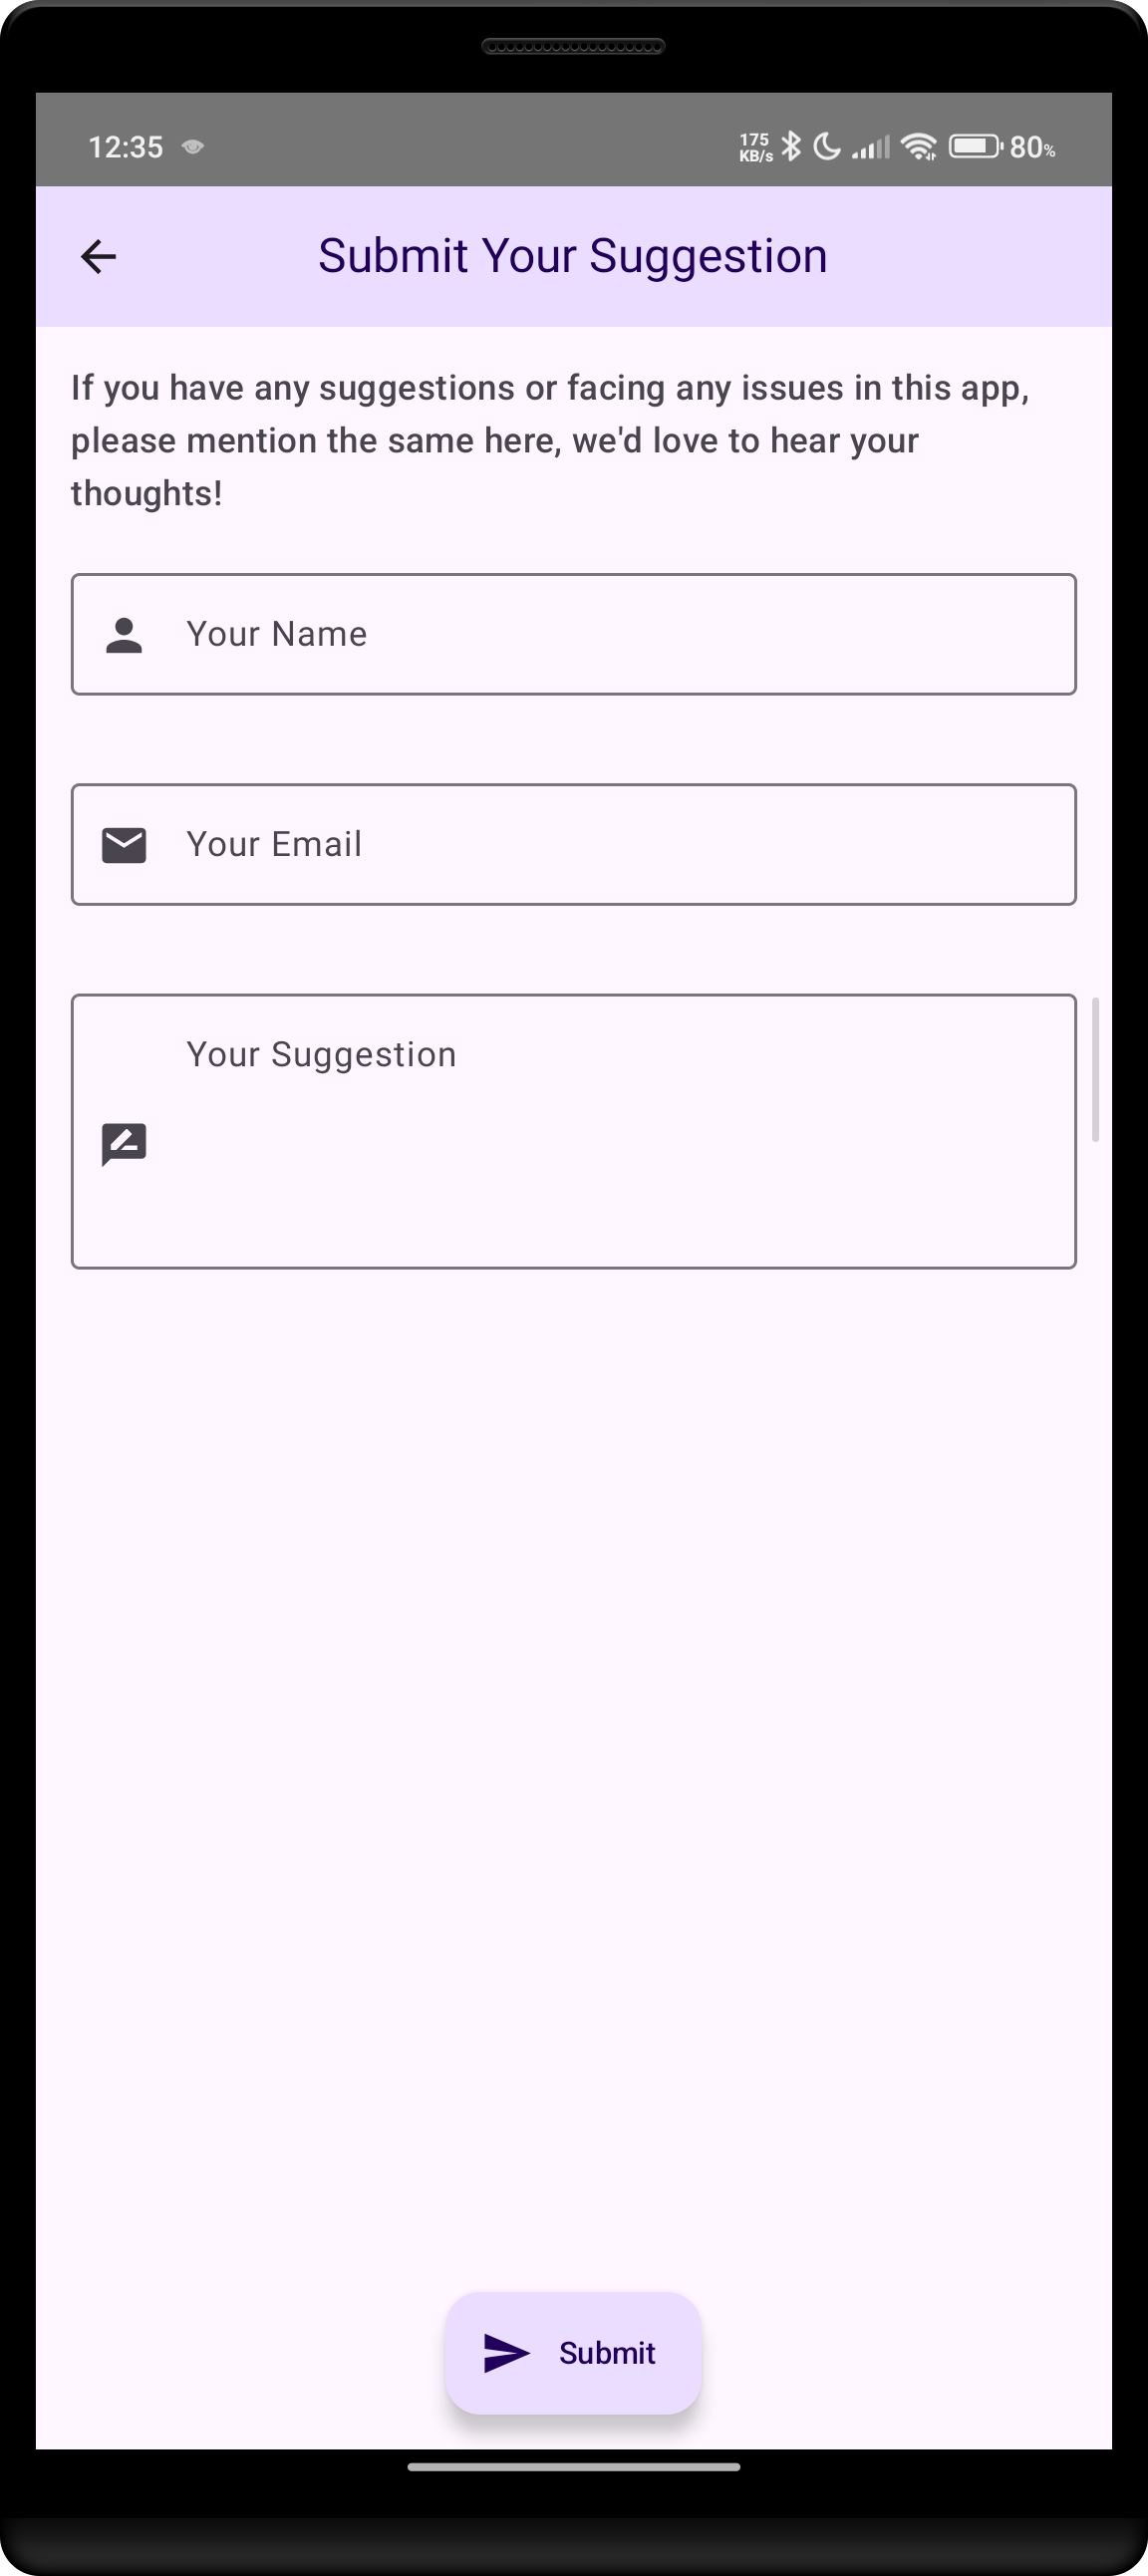 12:35
175
KB/s
80%
Submit Your Suggestion
If you have any suggestions or facing any issues in this app,
please mention the same here, we'd love to hear your
thoughts!
Your Name
Your Email
Your Suggestion
Submit